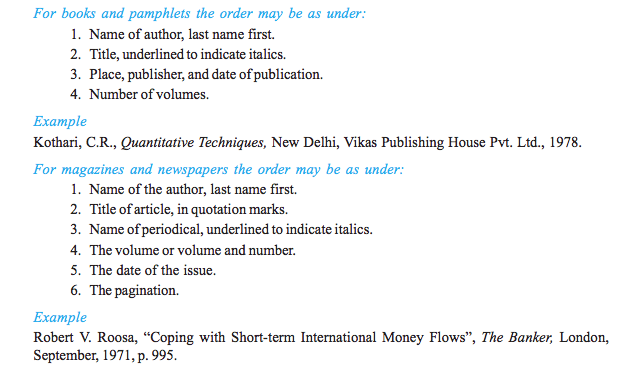 For books and pamphlets the order may be as under:
1. Name of author, last name first.
2. Title, underlined to indicate italics.
3. Place, publisher, and date of publication.
4. Number of volumes.
Example
Kothari, C.R., Quantitative Techniques, New Delhi, Vikas Publishing House Pvt. Ltd., 1978.
For magazines and newspapers the order may be as under:
1. Name of the author, last name first.
2. Title of article, in quotation marks.
3. Name of periodical, underlined to indicate italics.
4. The volume or volume and number.
5. The date of the issue.
6. The pagination.
Example
Robert V. Roosa, “Coping with Short-term International Money Flows”, The Banker, London,
September, 1971, p. 995.